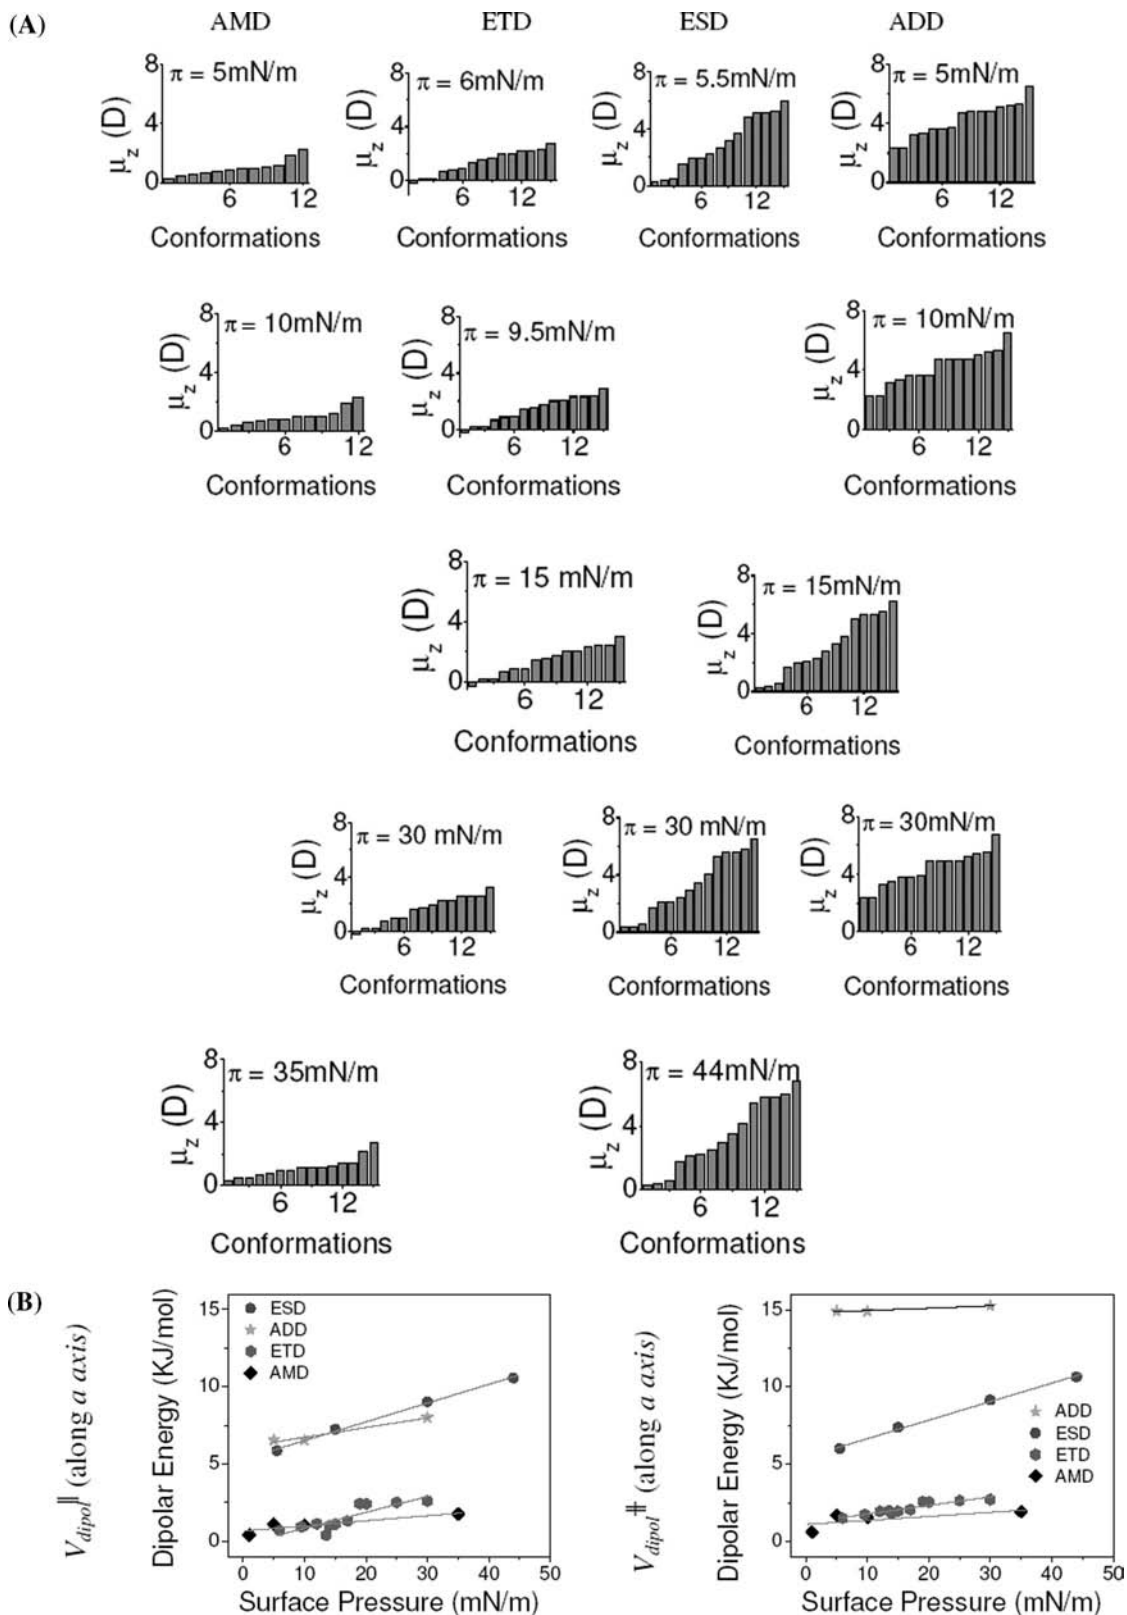 (A)
AMD ETD ESD ADD
8 π = 5mN/m
μz (D)
4
0
6 12
Conformations
8 π = 6mN/m
μz (D)
4
0
6 12
Conformations
8 π = 5.5mN/m
μz (D)
4
0
6 12
Conformations
8 π = 5mN/m
μz (D)
4
0
6 12
Conformations
8 π = 10mN/m
μz (D)
4
0
6 12
Conformations
8 π = 9.5mN/m
μz (D)
4
0
6 12
Conformations
8 π = 10mN/m
μz (D)
4
0
6 12
Conformations
8 π = 15 mN/m
μz (D)
4
0
6 12
Conformations
8 π = 15mN/m
μz (D)
4
0
6 12
Conformations
8 π = 30 mN/m
μz (D)
4
0
6 12
Conformations
8 π = 30 mN/m
μz (D)
4
0
6 12
Conformations
8 π = 30mN/m
μz (D)
4
0
6 12
Conformations
8 π = 35mN/m
μz (D)
4
0
6 12
Conformations
8 π = 44mN/m
μz (D)
4
0
6 12
Conformations
(B)
Vdipol‖ (along a axis)
Dipolar Energy (KJ/mol)
15
10
5
0
ESD
ADD
ETD
AMD
0 10 20 30 40 50
Surface Pressure (mN/m)
Vdipol⧧ (along a axis)
Dipolar Energy (KJ/mol)
15
10
5
0
ADD
ESD
ETD
AMD
0 10 20 30 40 50
Surface Pressure (mN/m)